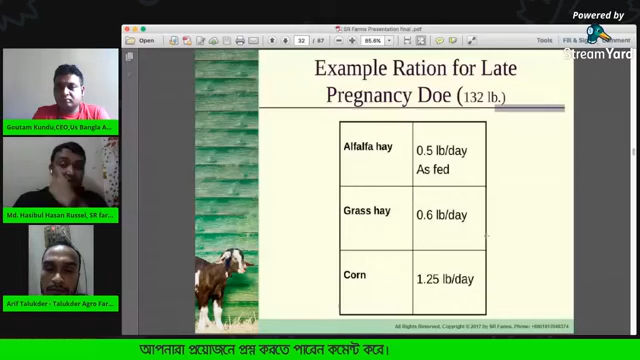 Powered by
StreamYard
SR Farms Presentation final .pdf
Open
32 / 87
85.6%
Tools
Fill & Sign
Comment
Example Ration for Late
Pregnancy Doe (132 lb.)
Alfalfa hay
0.5 lb/day
As fed
Grass hay
0.6 lb/day
Corn
1.25 lb/day
All Rights Reserved, Copyright © 2017 by SR Farms. Phone: +8801812568374
Goutam Kundu,CEO,Us Bangla A...
Md. Hasibul Hasan Russel, SR far...
Arif Talukder - Talukder Agro Far...
আপনারা প্রয়োজনে প্রশ্ন করতে পারেন কমেন্ট করে।